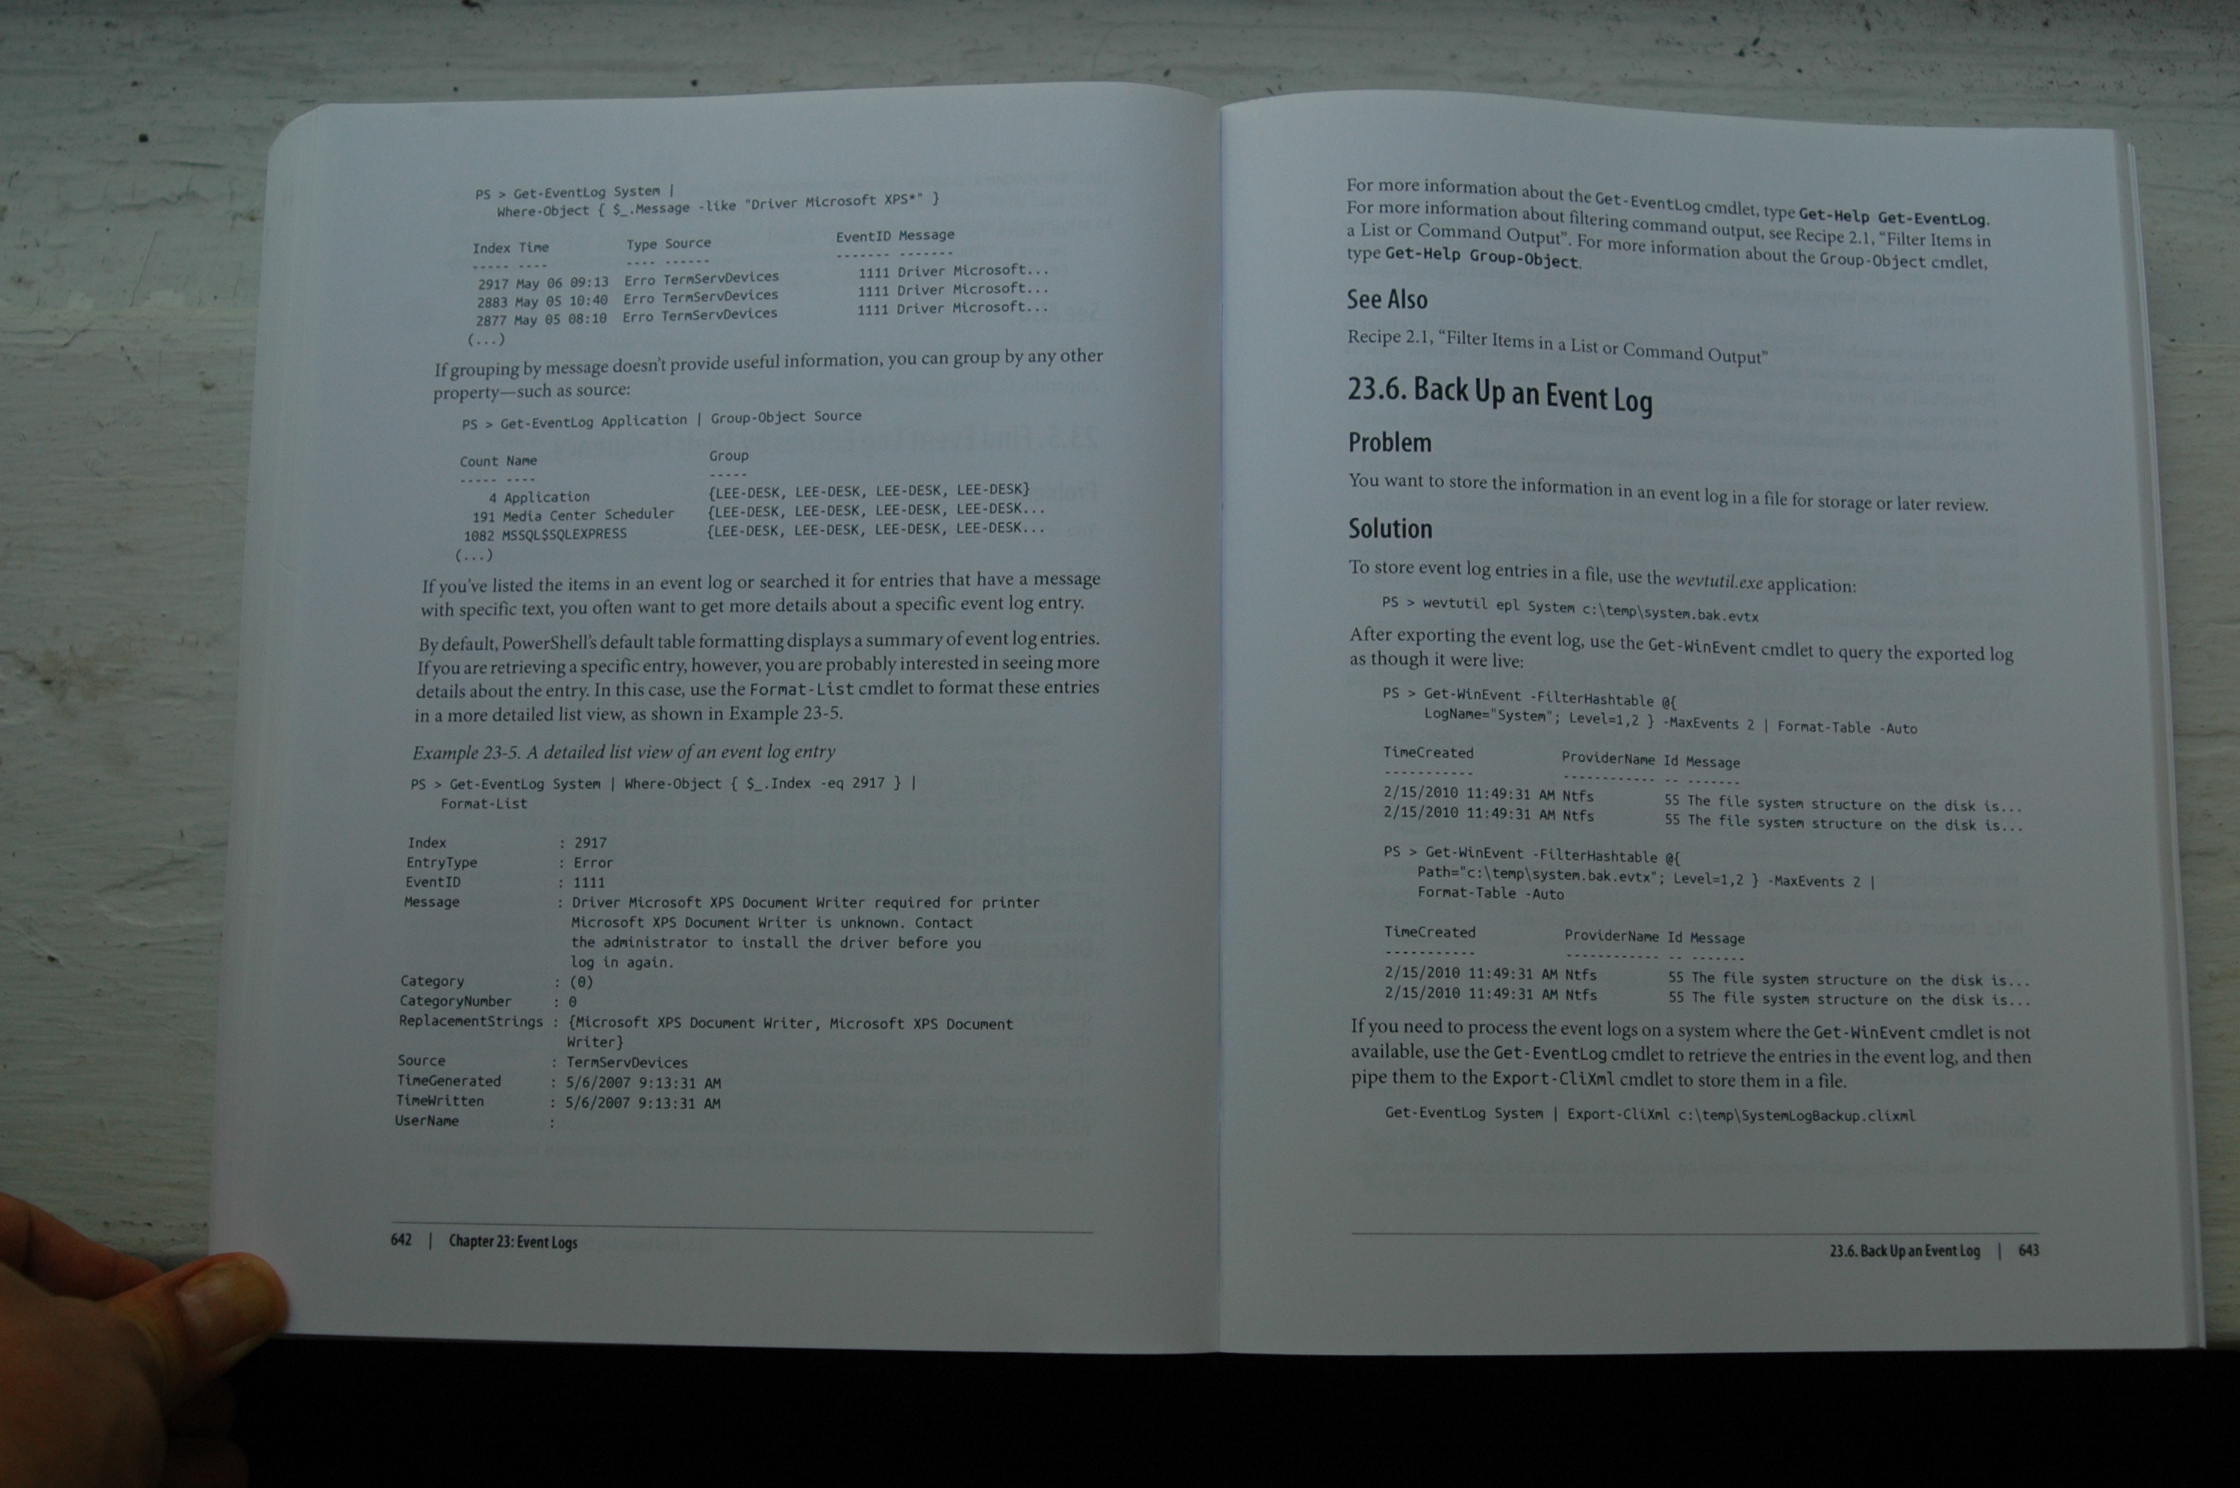 PS > Get-EventLog System |
Where-Object { $_.Message -like "Driver Microsoft XPS*" }
Index Time Type Source EventID Message
----- ---- ---- ------ ------- -------
2917 May 06 09:13 Erro TermServDevices 1111 Driver Microsoft...
2883 May 05 10:40 Erro TermServDevices 1111 Driver Microsoft...
2877 May 05 08:10 Erro TermServDevices 1111 Driver Microsoft...
(...)
If grouping by message doesn't provide useful information, you can group by any other
property—such as source:
PS > Get-EventLog Application | Group-Object Source
Count Name Group
----- ---- -----
4 Application {LEE-DESK, LEE-DESK, LEE-DESK, LEE-DESK}
191 Media Center Scheduler {LEE-DESK, LEE-DESK, LEE-DESK, LEE-DESK...
1082 MSSQL$SQLEXPRESS {LEE-DESK, LEE-DESK, LEE-DESK, LEE-DESK...
(...)
If you've listed the items in an event log or searched it for entries that have a message
with specific text, you often want to get more details about a specific event log entry.
By default, PowerShell's default table formatting displays a summary of event log entries.
If you are retrieving a specific entry, however, you are probably interested in seeing more
details about the entry. In this case, use the Format-List cmdlet to format these entries
in a more detailed list view, as shown in Example 23-5.
Example 23-5. A detailed list view of an event log entry
PS > Get-EventLog System | Where-Object { $_.Index -eq 2917 } |
Format-List
Index : 2917
EntryType : Error
EventID : 1111
Message : Driver Microsoft XPS Document Writer required for printer
Microsoft XPS Document Writer is unknown. Contact
the administrator to install the driver before you
log in again.
Category : (0)
CategoryNumber : 0
ReplacementStrings : {Microsoft XPS Document Writer, Microsoft XPS Document
Writer}
Source : TermServDevices
TimeGenerated : 5/6/2007 9:13:31 AM
TimeWritten : 5/6/2007 9:13:31 AM
UserName :
642 | Chapter 23: Event Logs
For more information about the Get-EventLog cmdlet, type Get-Help Get-EventLog.
For more information about filtering command output, see Recipe 2.1, “Filter Items in
a List or Command Output”. For more information about the Group-Object cmdlet,
type Get-Help Group-Object.
See Also
Recipe 2.1, “Filter Items in a List or Command Output”
23.6. Back Up an Event Log
Problem
You want to store the information in an event log in a file for storage or later review.
Solution
To store event log entries in a file, use the wevtutil.exe application:
PS > wevtutil epl System c:\temp\system.bak.evtx
After exporting the event log, use the Get-WinEvent cmdlet to query the exported log
as though it were live:
PS > Get-WinEvent -FilterHashtable @{
LogName="System"; Level=1,2 } -MaxEvents 2 | Format-Table -Auto
TimeCreated ProviderName Id Message
----------- ------------ -- -------
2/15/2010 11:49:31 AM Ntfs 55 The file system structure on the disk is...
2/15/2010 11:49:31 AM Ntfs 55 The file system structure on the disk is...
PS > Get-WinEvent -FilterHashtable @{
Path="c:\temp\system.bak.evtx"; Level=1,2 } -MaxEvents 2 |
Format-Table -Auto
TimeCreated ProviderName Id Message
----------- ------------ -- -------
2/15/2010 11:49:31 AM Ntfs 55 The file system structure on the disk is...
2/15/2010 11:49:31 AM Ntfs 55 The file system structure on the disk is...
If you need to process the event logs on a system where the Get-WinEvent cmdlet is not
available, use the Get-EventLog cmdlet to retrieve the entries in the event log, and then
pipe them to the Export-CliXml cmdlet to store them in a file.
Get-EventLog System | Export-CliXml c:\temp\SystemLogBackup.clixml
23.6. Back Up an Event Log | 643